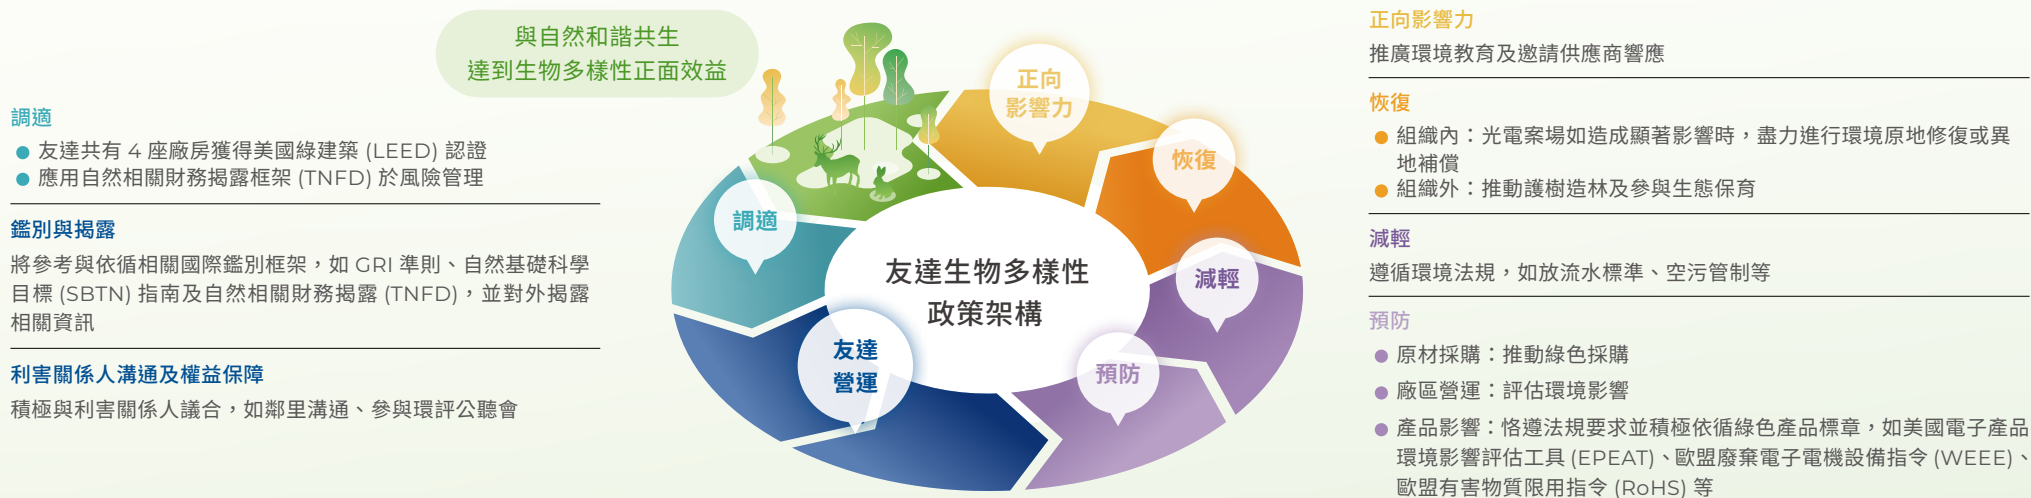 與自然和諧共生
達到生物多樣性正面效益
調適
友達共有 4 座廠房獲得美國綠建築 (LEED) 認證
應用自然相關財務揭露框架 (TNFD) 於風險管理
鑑別與揭露
將參考與依循相關國際鑑別框架，如 GRI 準則、自然基礎科學
目標 (SBTN) 指南及自然相關財務揭露 (TNFD)，並對外揭露
相關資訊
利害關係人溝通及權益保障
積極與利害關係人議合，如鄰里溝通、參與環評公聽會
正向
影響力
恢復
調適
減輕
友達生物多樣性
政策架構
友達
營運
預防
正向影響力
推廣環境教育及邀請供應商響應
恢復
組織內：光電案場如造成顯著影響時，盡力進行環境原地修復或異
地補償
組織外：推動護樹造林及參與生態保育
減輕
遵循環境法規，如放流水標準、空污管制等
預防
原材採購：推動綠色採購
廠區營運：評估環境影響
產品影響：恪遵法規要求並積極依循綠色產品標章，如美國電子產品
環境影響評估工具 (EPEAT)、歐盟廢棄電子電機設備指令 (WEEE)、
歐盟有害物質限用指令 (RoHS) 等